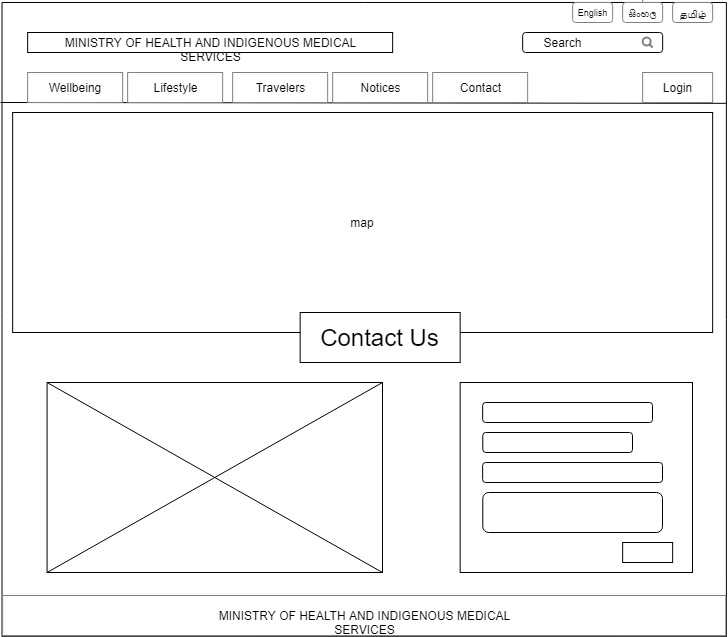 English
සිංහල
தமிழ்
MINISTRY OF HEALTH AND INDIGENOUS MEDICAL
SERVICES
Search
Wellbeing
Lifestyle
Travelers
Notices
Contact
Login
map
Contact Us
MINISTRY OF HEALTH AND INDIGENOUS MEDICAL
SERVICES